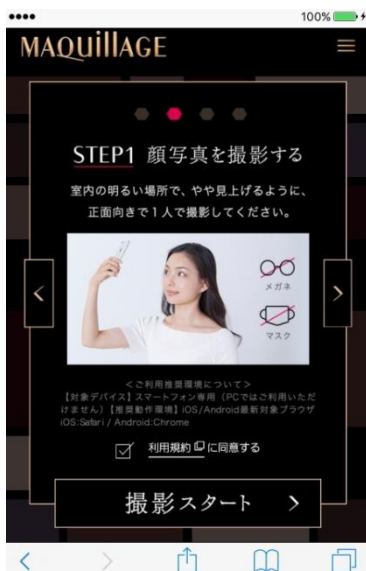 100%
MAQuillAGE
STEP1 顔写真を撮影する
室内の明るい場所で、やや見上げるように、
正面向きで1人で撮影してください。
メガネ
マスク
＜ご利用推奨環境について＞
【対象デバイス】スマートフォン専用（PCではご利用いただ
けません）【推奨動作環境】iOS/Android最新対象ブラウザ
iOS:Safari / Android:Chrome
利用規約に同意する
撮影スタート